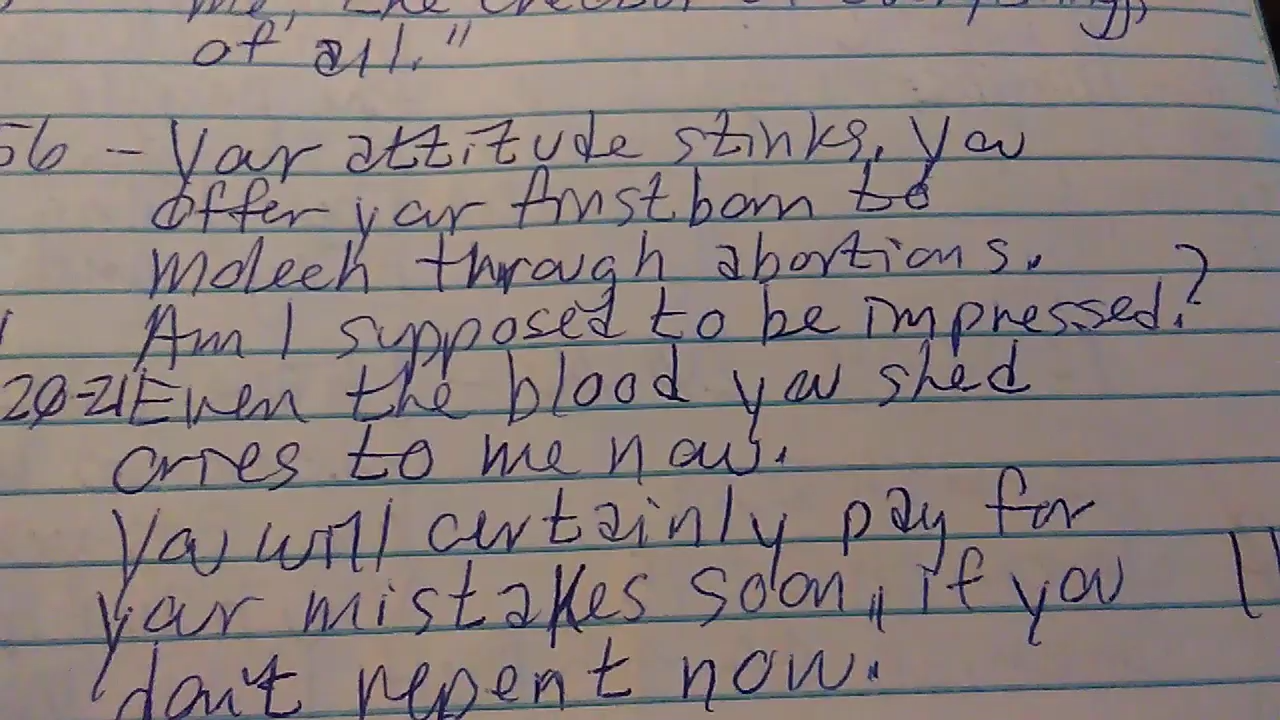 of all."
56 - Your attitude stinks, you
offer your firstborn to
Molech through abortions.
Am I supposed to be impressed?
20-21 Even the blood you shed
cries to me now.
You will certainly pay for
your mistakes soon, if you
don't repent now.